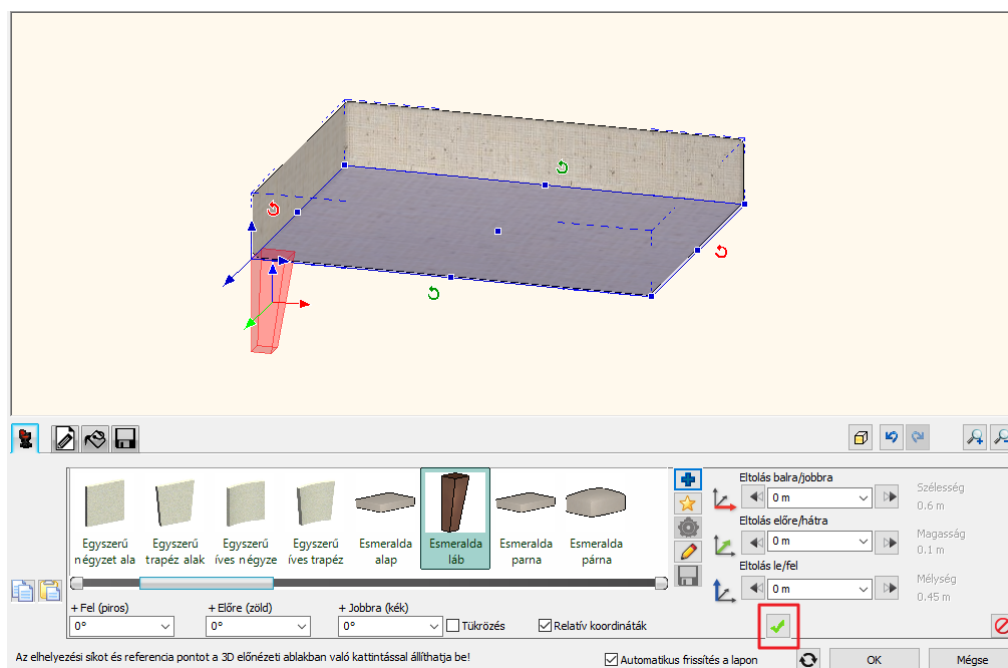 Eltolás balra/jobbra
0 m
Szélesség
0.6 m
Eltolás előre/hátra
0 m
Magasság
0.1 m
Eltolás le/fel
0 m
Mélység
0.45 m
Egyszerű négyzet ala
Egyszerű trapéz alak
Egyszerű íves négyze
Egyszerű íves trapéz
Esmeralda alap
Esmeralda láb
Esmeralda parna
Esmeralda párna
+ Fel (piros)
+ Előre (zöld)
+ Jobbra (kék)
0°
0°
0°
Tükrözés
Relatív koordináták
Az elhelyezési síkot és referencia pontot a 3D előnézeti ablakban való kattintással állíthatja be!
Automatikus frissítés a lapon
OK
Mégse